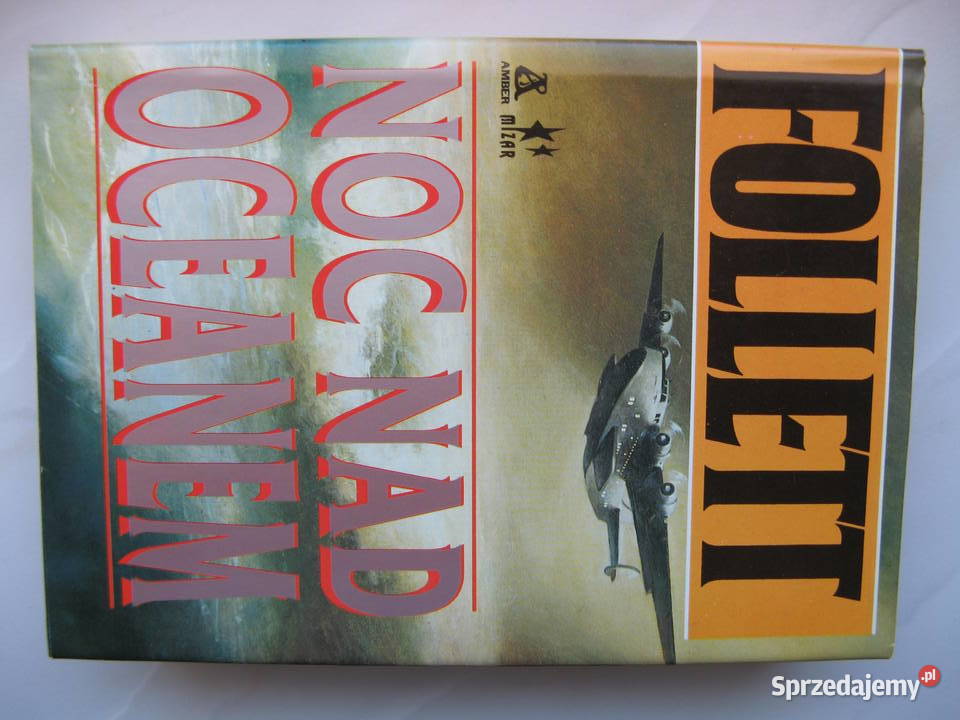 FOLLETT
AMBER MIZAR
NOC NAD
OCEANEM
Sprzedajemy.pl